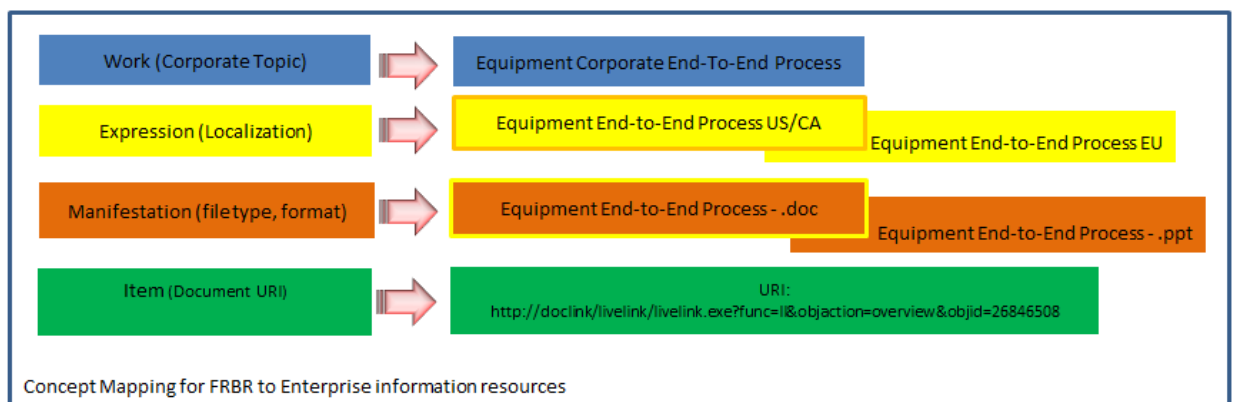 Work (Corporate Topic)
Equipment Corporate End-To-End Process
Expression (Localization)
Equipment End-to-End Process US/CA
Equipment End-to-End Process EU
Manifestation (filetype, format)
Equipment End-to-End Process - .doc
Equipment End-to-End Process - .ppt
Item (Document URI)
URI:
http://doclink/livelink/livelink.exe?func=ll&objaction=overview&objid=26846508
Concept Mapping for FRBR to Enterprise information resources